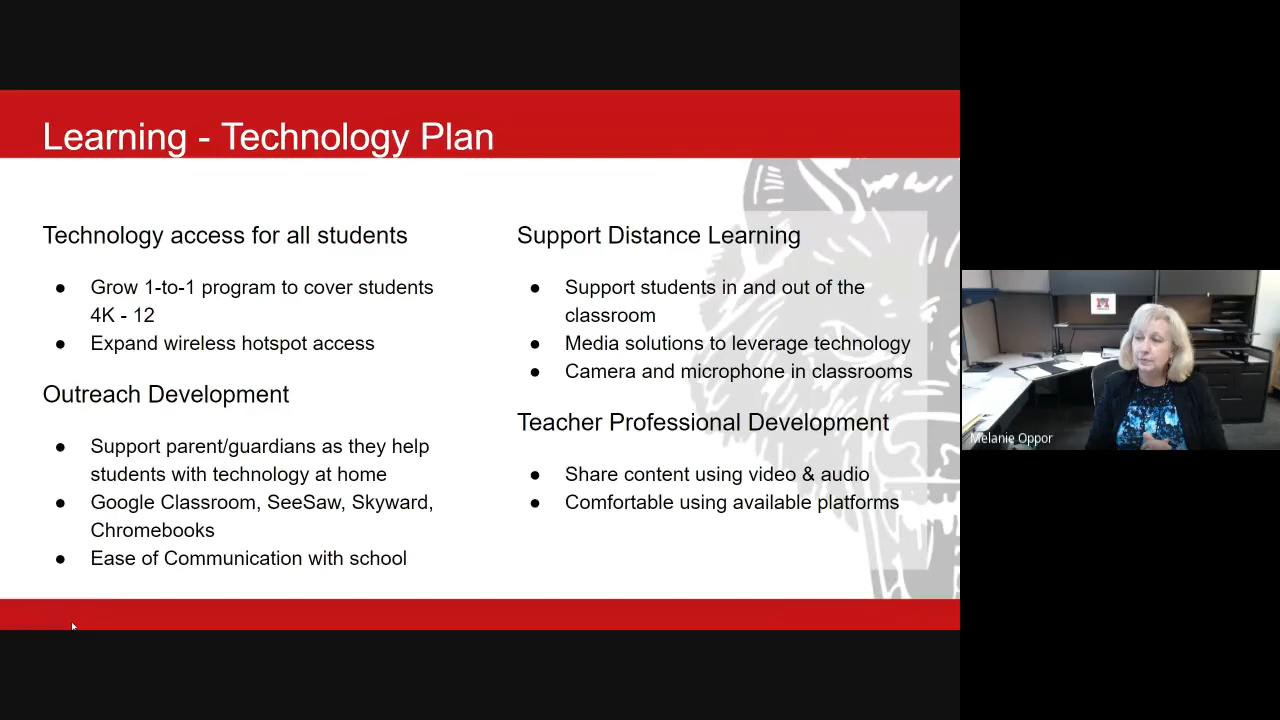 Learning - Technology Plan
Technology access for all students
● Grow 1-to-1 program to cover students
4K - 12
● Expand wireless hotspot access
Outreach Development
● Support parent/guardians as they help
students with technology at home
● Google Classroom, SeeSaw, Skyward,
Chromebooks
● Ease of Communication with school
Support Distance Learning
● Support students in and out of the
classroom
● Media solutions to leverage technology
● Camera and microphone in classrooms
Teacher Professional Development
● Share content using video & audio
● Comfortable using available platforms
Melanie Oppor